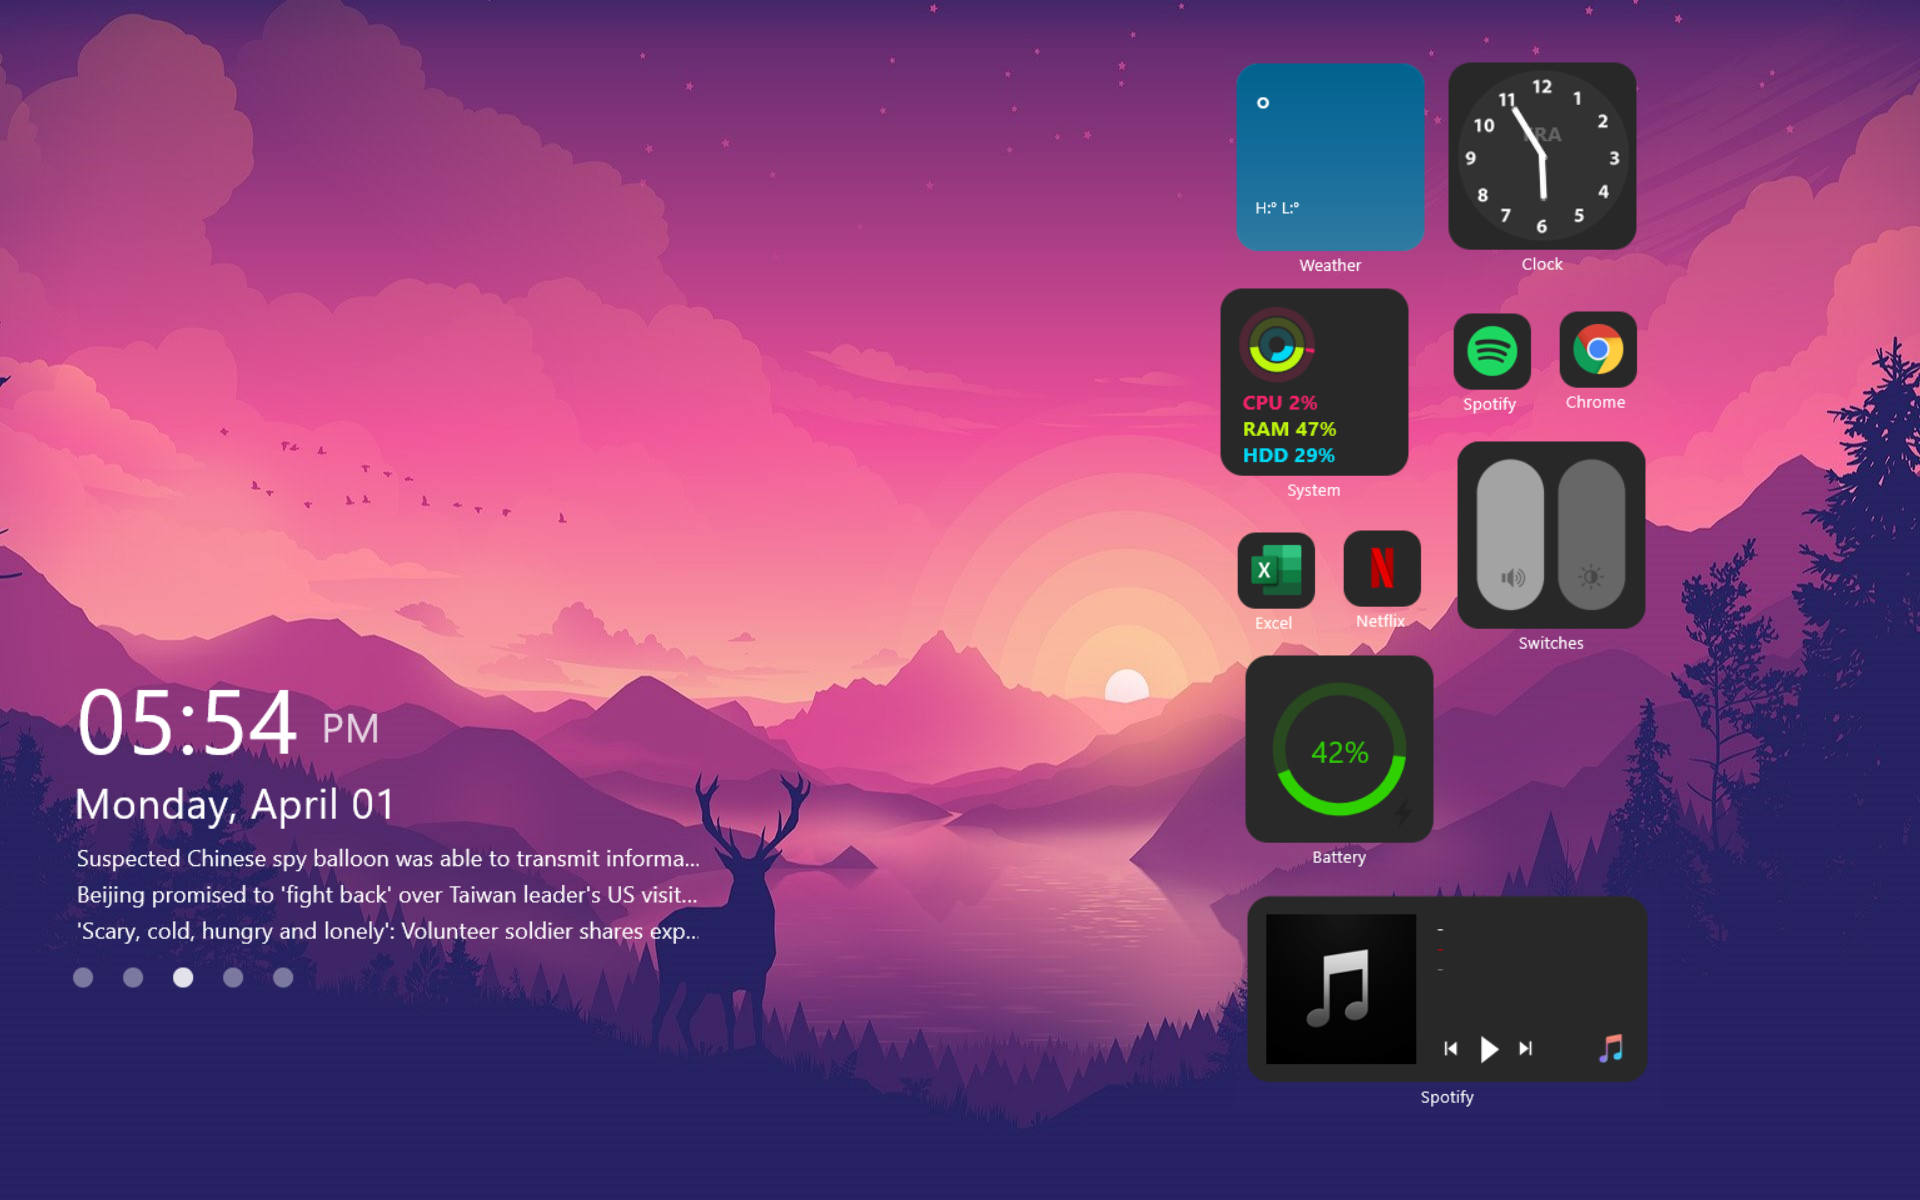 H:° L:°
Weather
12
11
1
10
2
9
3
8
4
7
5
6
Clock
CPU 2%
RAM 47%
HDD 29%
System
Spotify
Chrome
X
Excel
N
Netflix
Switches
42%
Battery
05:54 PM
Monday, April 01
Suspected Chinese spy balloon was able to transmit informa...
Beijing promised to 'fight back' over Taiwan leader's US visit...
'Scary, cold, hungry and lonely': Volunteer soldier shares exp...
-
-
-
Spotify